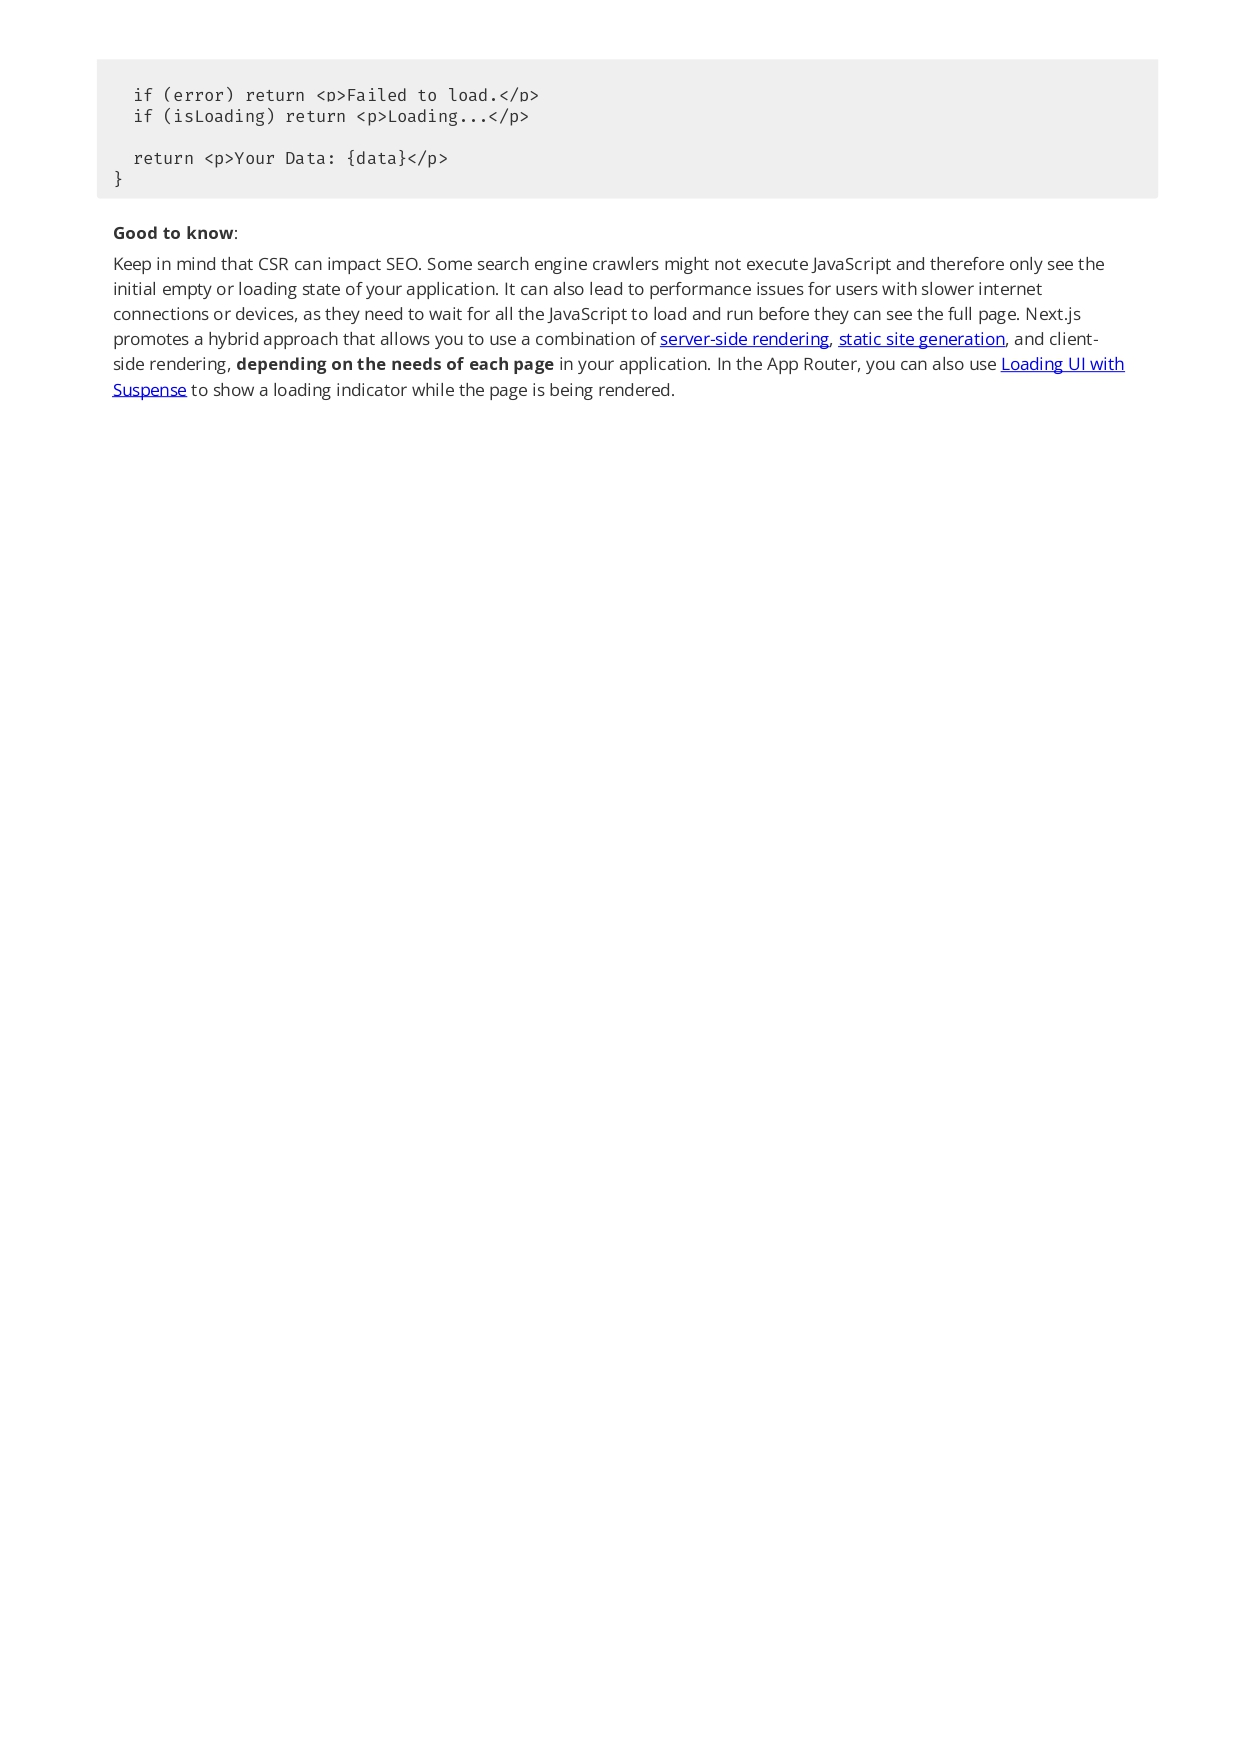 if (error) return <p>Failed to load.</p>
if (isLoading) return <p>Loading...</p>
return <p>Your Data: {data}</p>
}
Good to know:
Keep in mind that CSR can impact SEO. Some search engine crawlers might not execute JavaScript and therefore only see the
initial empty or loading state of your application. It can also lead to performance issues for users with slower internet
connections or devices, as they need to wait for all the JavaScript to load and run before they can see the full page. Next.js
promotes a hybrid approach that allows you to use a combination of server-side rendering, static site generation, and client-
side rendering, depending on the needs of each page in your application. In the App Router, you can also use Loading UI with
Suspense to show a loading indicator while the page is being rendered.